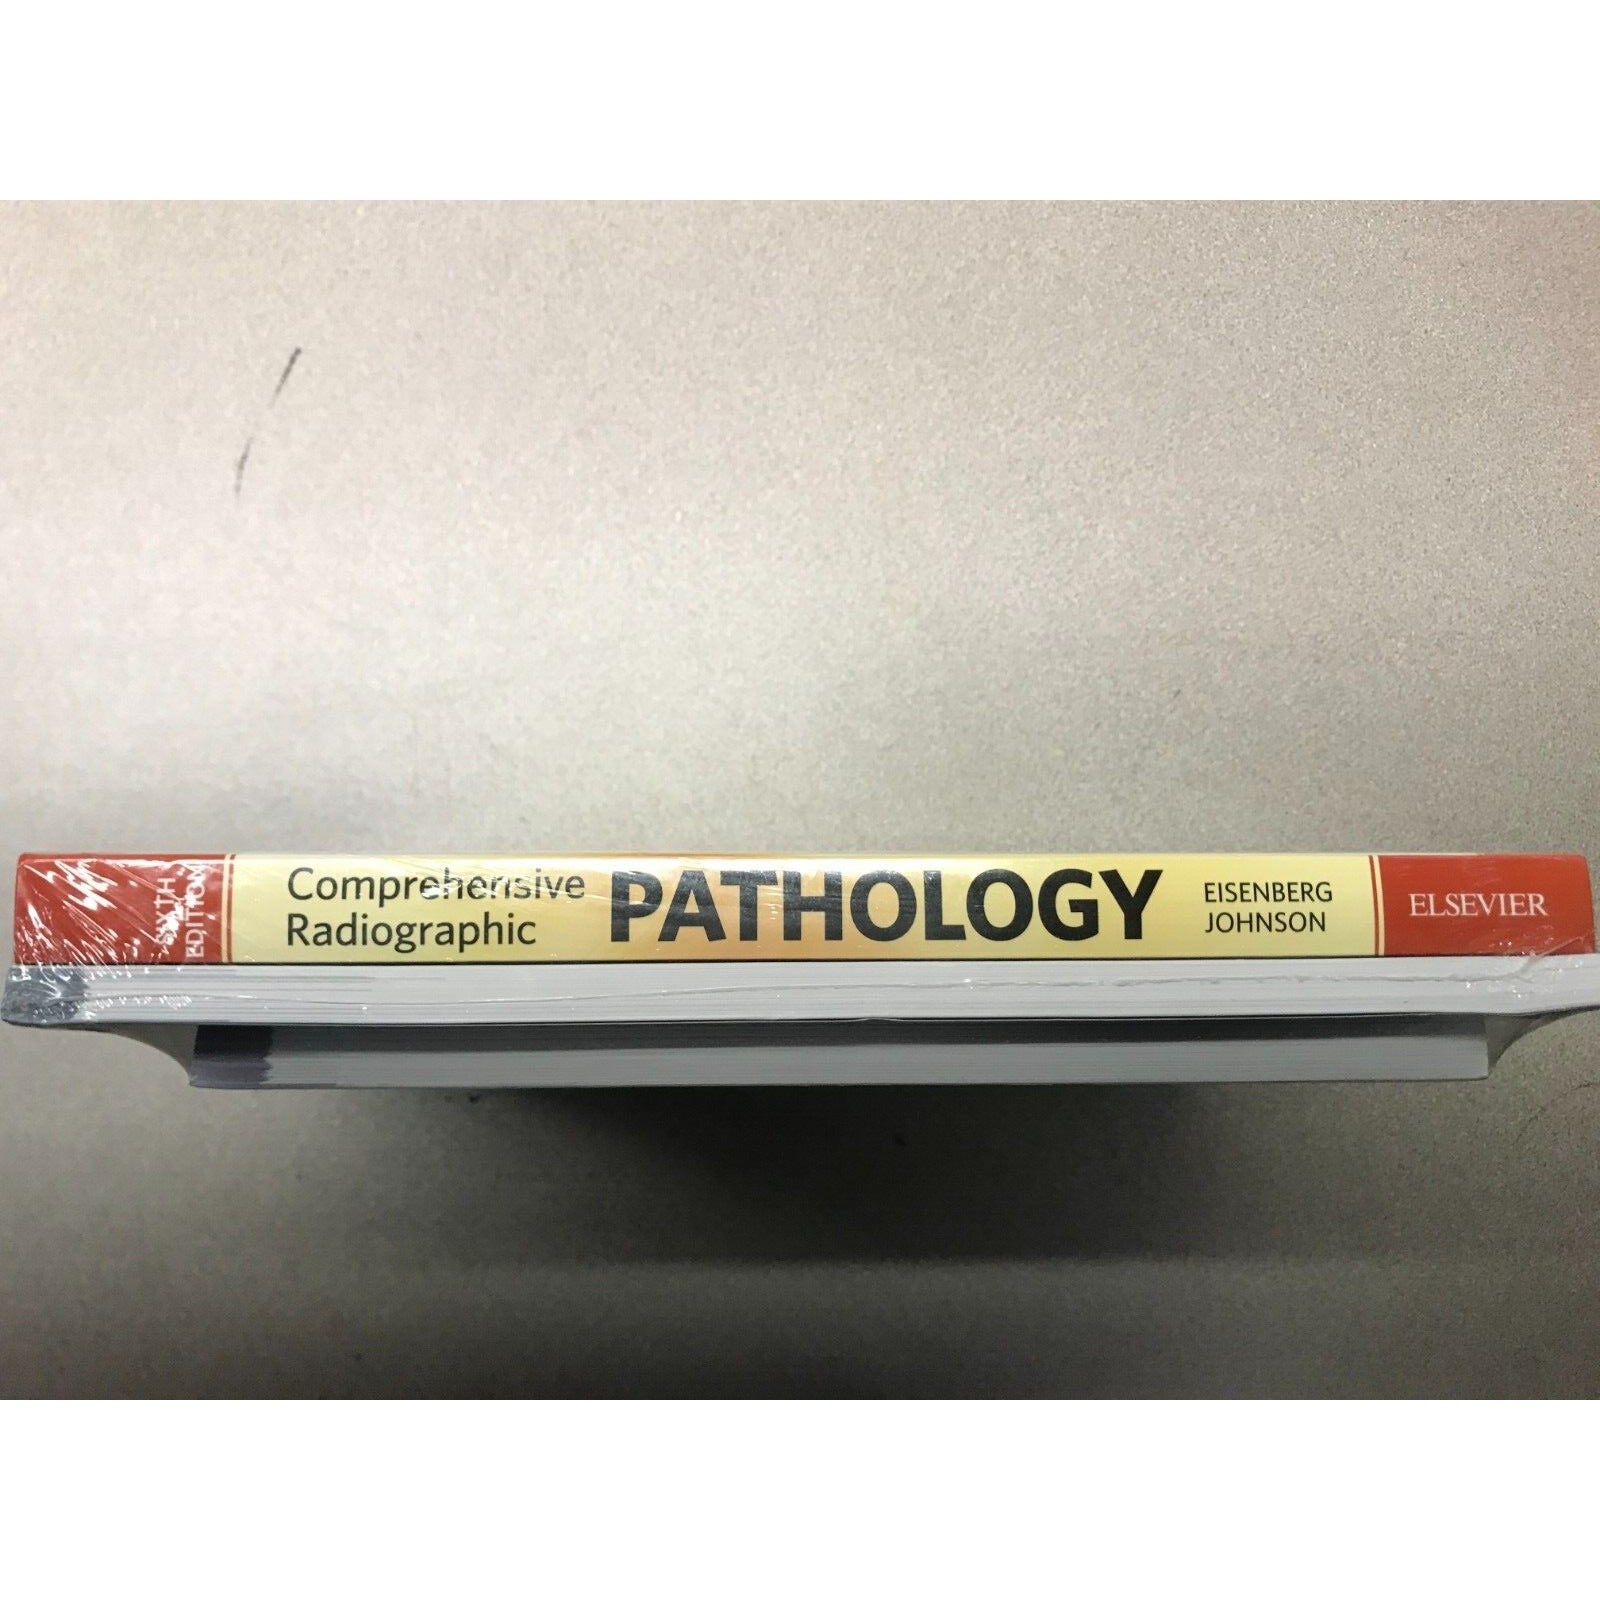 SIXTH
EDITION
Comprehensive
Radiographic
PATHOLOGY
EISENBERG
JOHNSON
ELSEVIER